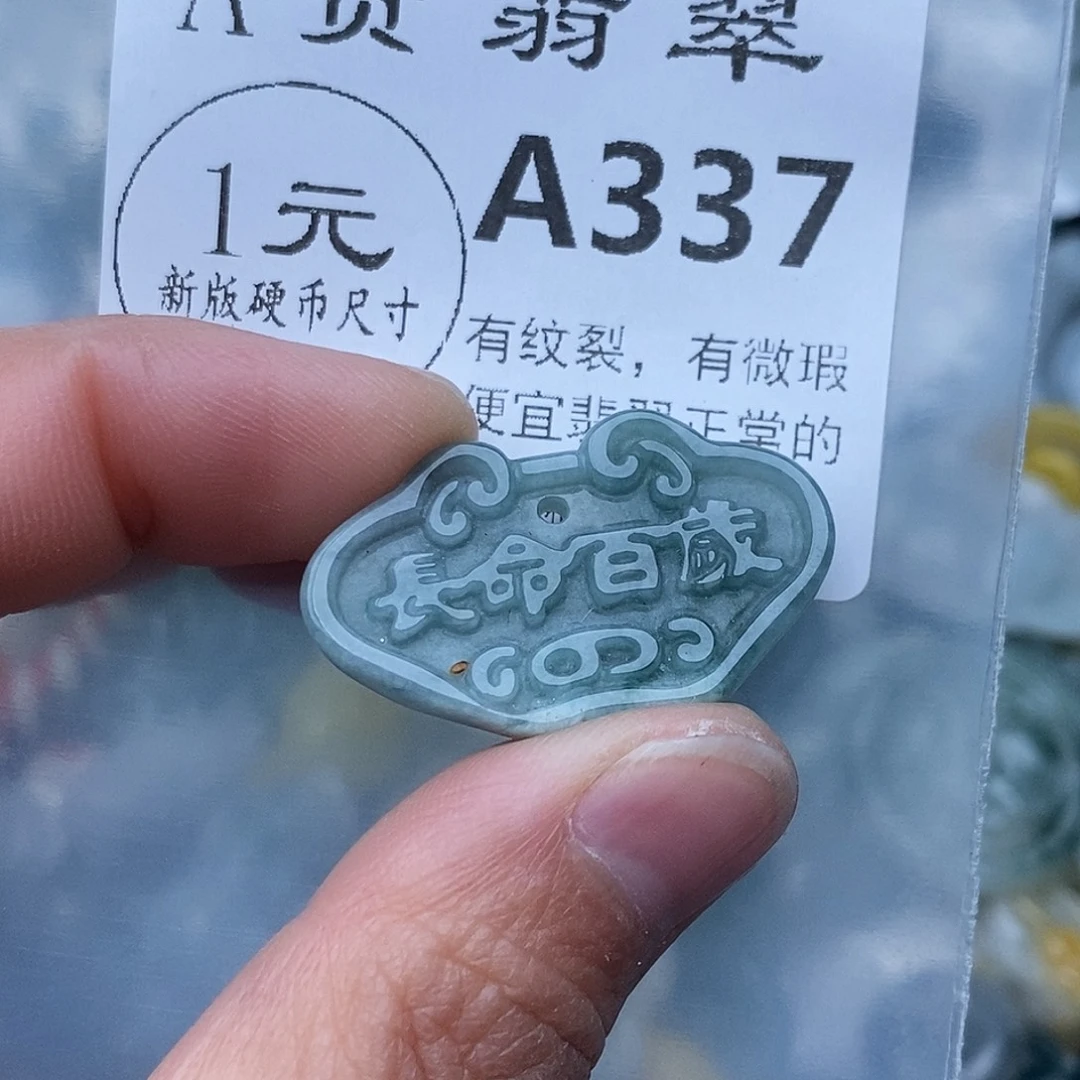 A货翡翠
A337
1元
新版硬币尺寸
有纹裂，有微瑕
便宜翡翠正常的
长命百歲